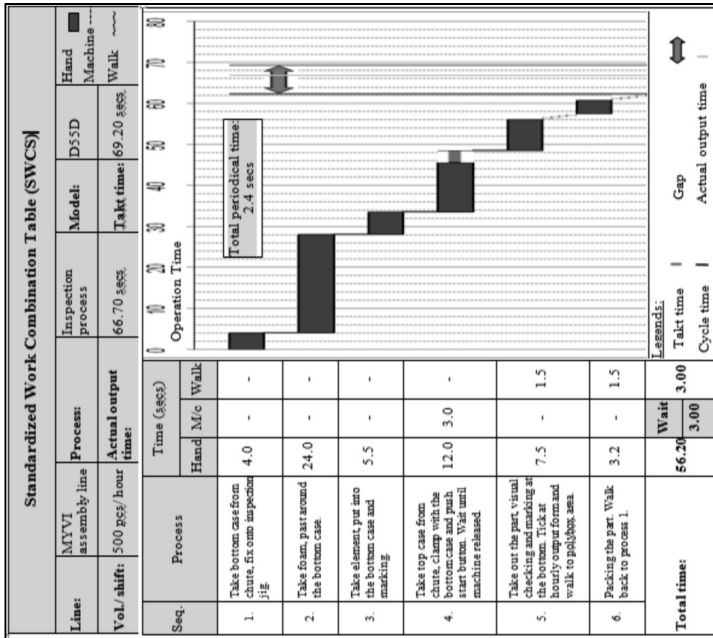 Standardized Work Combination Table (SWCS)
Line: MYVI assembly line Process: Inspection process Model: D55D Hand
Machine
Walk
Vol./ shift: 500 pcs/ hour Actual output time: 66.70 secs Takt time: 69.20 secs
Seq. Process Time (secs) Operation Time
Hand M/c Walk 0 10 20 30 40 50 60 70 80
1. Take bottom case from
chute, fix onto inspection
jig. 4.0 - -
2. Take foam, past around
the bottom case. 24.0 - -
3. Take element, put into
the bottom case and
marking. 5.5 - -
4. Take top case from
chute, clamp with the
bottom case and push
start button. Wait until
machine released. 12.0 3.0 -
5. Take out the part, visual
checking and marking at
the bottom. Tick at
hourly output form and
walk to polybox area. 7.5 - 1.5
6. Packing the part. Walk
back to process 1. 3.2 - 1.5
Total periodical time:
2.4 secs
Total time: 56.20 Wait 3.00
3.00
Legends:
Takt time Gap
Cycle time Actual output time